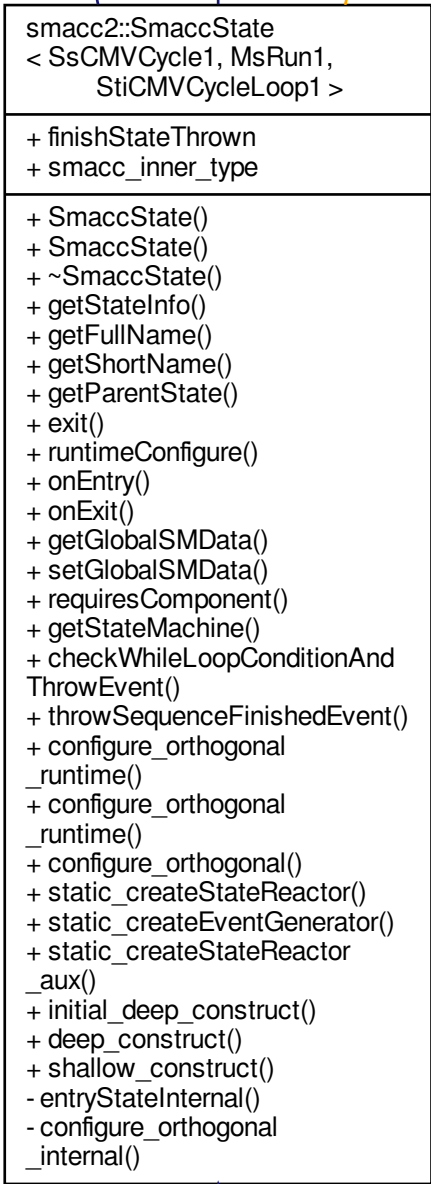 smacc2::SmaccState
< SsCMVCycle1, MsRun1,
StiCMVCycleLoop1 >
+ finishStateThrown
+ smacc_inner_type
+ SmaccState()
+ SmaccState()
+ ~SmaccState()
+ getStateInfo()
+ getFullName()
+ getShortName()
+ getParentState()
+ exit()
+ runtimeConfigure()
+ onEntry()
+ onExit()
+ getGlobalSMData()
+ setGlobalSMData()
+ requiresComponent()
+ getStateMachine()
+ checkWhileLoopConditionAnd
ThrowEvent()
+ throwSequenceFinishedEvent()
+ configure_orthogonal
_runtime()
+ configure_orthogonal
_runtime()
+ configure_orthogonal()
+ static_createStateReactor()
+ static_createEventGenerator()
+ static_createStateReactor
_aux()
+ initial_deep_construct()
+ deep_construct()
+ shallow_construct()
- entryStateInternal()
- configure_orthogonal
_internal()